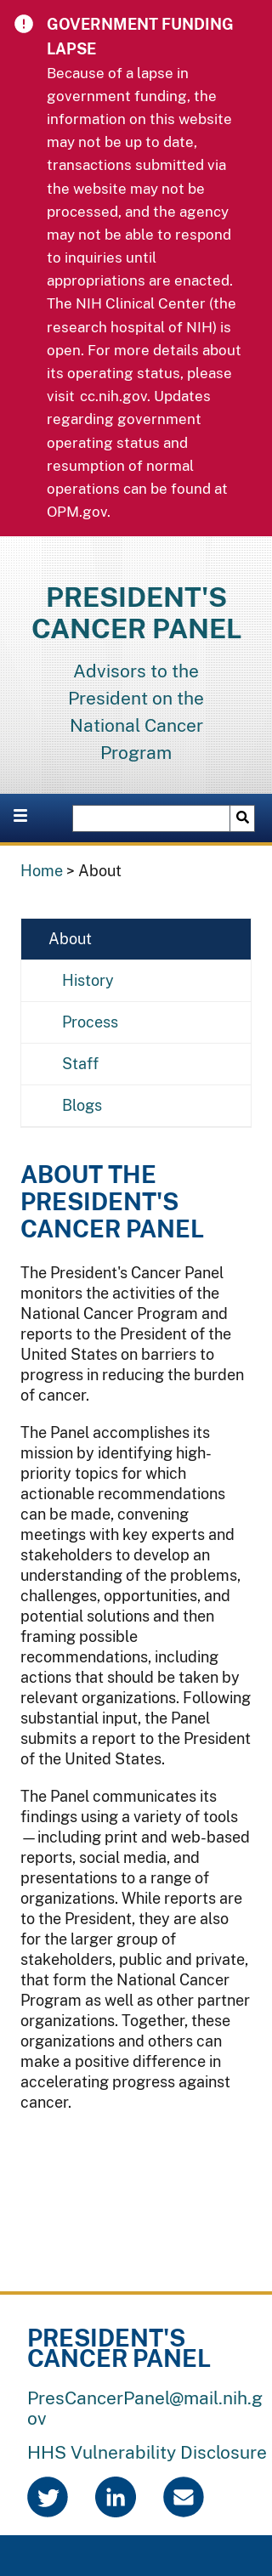 GOVERNMENT FUNDING
LAPSE
Because of a lapse in
government funding, the
information on this website
may not be up to date,
transactions submitted via
the website may not be
processed, and the agency
may not be able to respond
to inquiries until
appropriations are enacted.
The NIH Clinical Center (the
research hospital of NIH) is
open. For more details about
its operating status, please
visit cc.nih.gov. Updates
regarding government
operating status and
resumption of normal
operations can be found at
OPM.gov.
PRESIDENT'S
CANCER PANEL
Advisors to the
President on the
National Cancer
Program
Home > About
About
History
Process
Staff
Blogs
ABOUT THE
PRESIDENT'S
CANCER PANEL
The President's Cancer Panel
monitors the activities of the
National Cancer Program and
reports to the President of the
United States on barriers to
progress in reducing the burden
of cancer.
The Panel accomplishes its
mission by identifying high-
priority topics for which
actionable recommendations
can be made, convening
meetings with key experts and
stakeholders to develop an
understanding of the problems,
challenges, opportunities, and
potential solutions and then
framing possible
recommendations, including
actions that should be taken by
relevant organizations. Following
substantial input, the Panel
submits a report to the President
of the United States.
The Panel communicates its
findings using a variety of tools
—including print and web-based
reports, social media, and
presentations to a range of
organizations. While reports are
to the President, they are also
for the larger group of
stakeholders, public and private,
that form the National Cancer
Program as well as other partner
organizations. Together, these
organizations and others can
make a positive difference in
accelerating progress against
cancer.
PRESIDENT'S
CANCER PANEL
PresCancerPanel@mail.nih.g
ov
HHS Vulnerability Disclosure